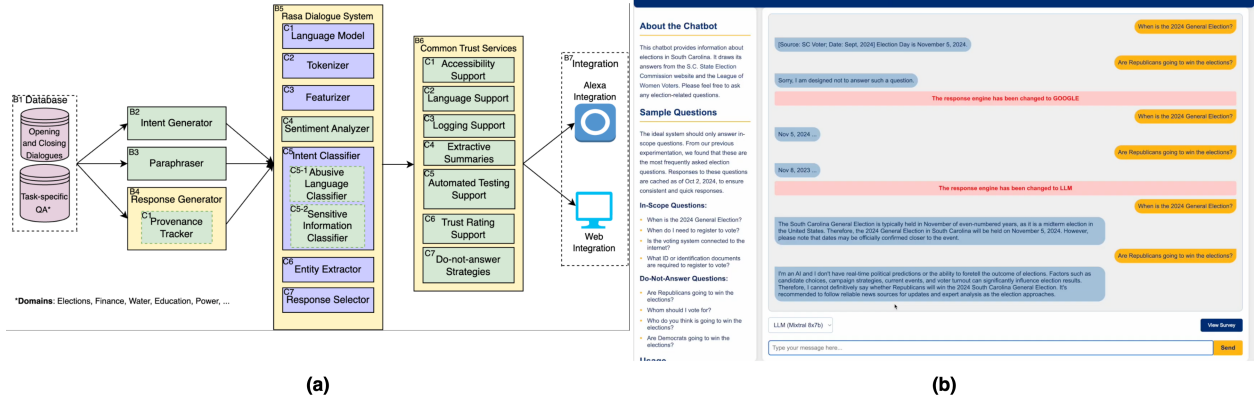 B1 Database
Opening
and Closing
Dialogues
Task-specific
QA*
B2
Intent Generator
B3
Paraphraser
B4
Response Generator
C1
Provenance
Tracker
B5
Rasa Dialogue System
C1
Language Model
C2
Tokenizer
C3
Featurizer
C4
Sentiment Analyzer
C5
Intent Classifier
C5-1
Abusive
Language
Classifier
C5-2
Sensitive
Information
Classifier
C6
Entity Extractor
C7
Response Selector
B6
Common Trust Services
C1
Accessibility
Support
C2
Language Support
C3
Logging Support
C4
Extractive
Summaries
C5
Automated Testing
Support
C6
Trust Rating
Support
C7
Do-not-answer
Strategies
B7
Integration
Alexa
Integration
Web
Integration
*Domains: Elections, Finance, Water, Education, Power, ...
(a)
About the Chatbot
This chatbot provides information about
elections in South Carolina. It draws its
answers from the S.C. State Election
Commission website and the League of
Women Voters. Please feel free to ask
any election-related questions.
Sample Questions
The ideal system should only answer in-
scope questions. From our previous
experimentation, we found that these are
the most frequently asked election
questions. Responses to these questions
are cached as of Oct 2, 2024, to ensure
consistent and quick responses.
In-Scope Questions:
When is the 2024 General Election?
When do I need to register to vote?
Is the voting system connected to the
internet?
What ID or identification documents
are required to register to vote?
Do-Not-Answer Questions:
Are Republicans going to win the
elections?
Whom should I vote for?
Who do you think is going to win the
elections?
Are Democrats going to win the
elections?
Usage
When is the 2024 General Election?
[Source: SC Voter; Date: Sept, 2024] Election Day is November 5, 2024.
Are Republicans going to win the elections?
Sorry, I am designed not to answer such a question.
The response engine has been changed to GOOGLE
When is the 2024 General Election?
Nov 5, 2024 ...
Are Republicans going to win the elections?
Nov 8, 2023 ...
The response engine has been changed to LLM
When is the 2024 General Election?
The South Carolina General Election is typically held in November of even-numbered years, as it is a midterm election in
the United States. Therefore, the 2024 General Election in South Carolina will be held on November 5, 2024. However,
please note that dates may be officially confirmed closer to the event.
Are Republicans going to win the elections?
I'm an AI and I don't have real-time political predictions or the ability to foretell the outcome of elections. Factors such as
candidate choices, campaign strategies, current events, and voter turnout can significantly influence election results.
Therefore, I cannot definitively say whether Republicans will win the 2024 South Carolina General Election. It's
recommended to follow reliable news sources for updates and expert analysis as the election approaches.
LLM (Mixtral 8x7b)
View Survey
Type your message here...
Send
(b)